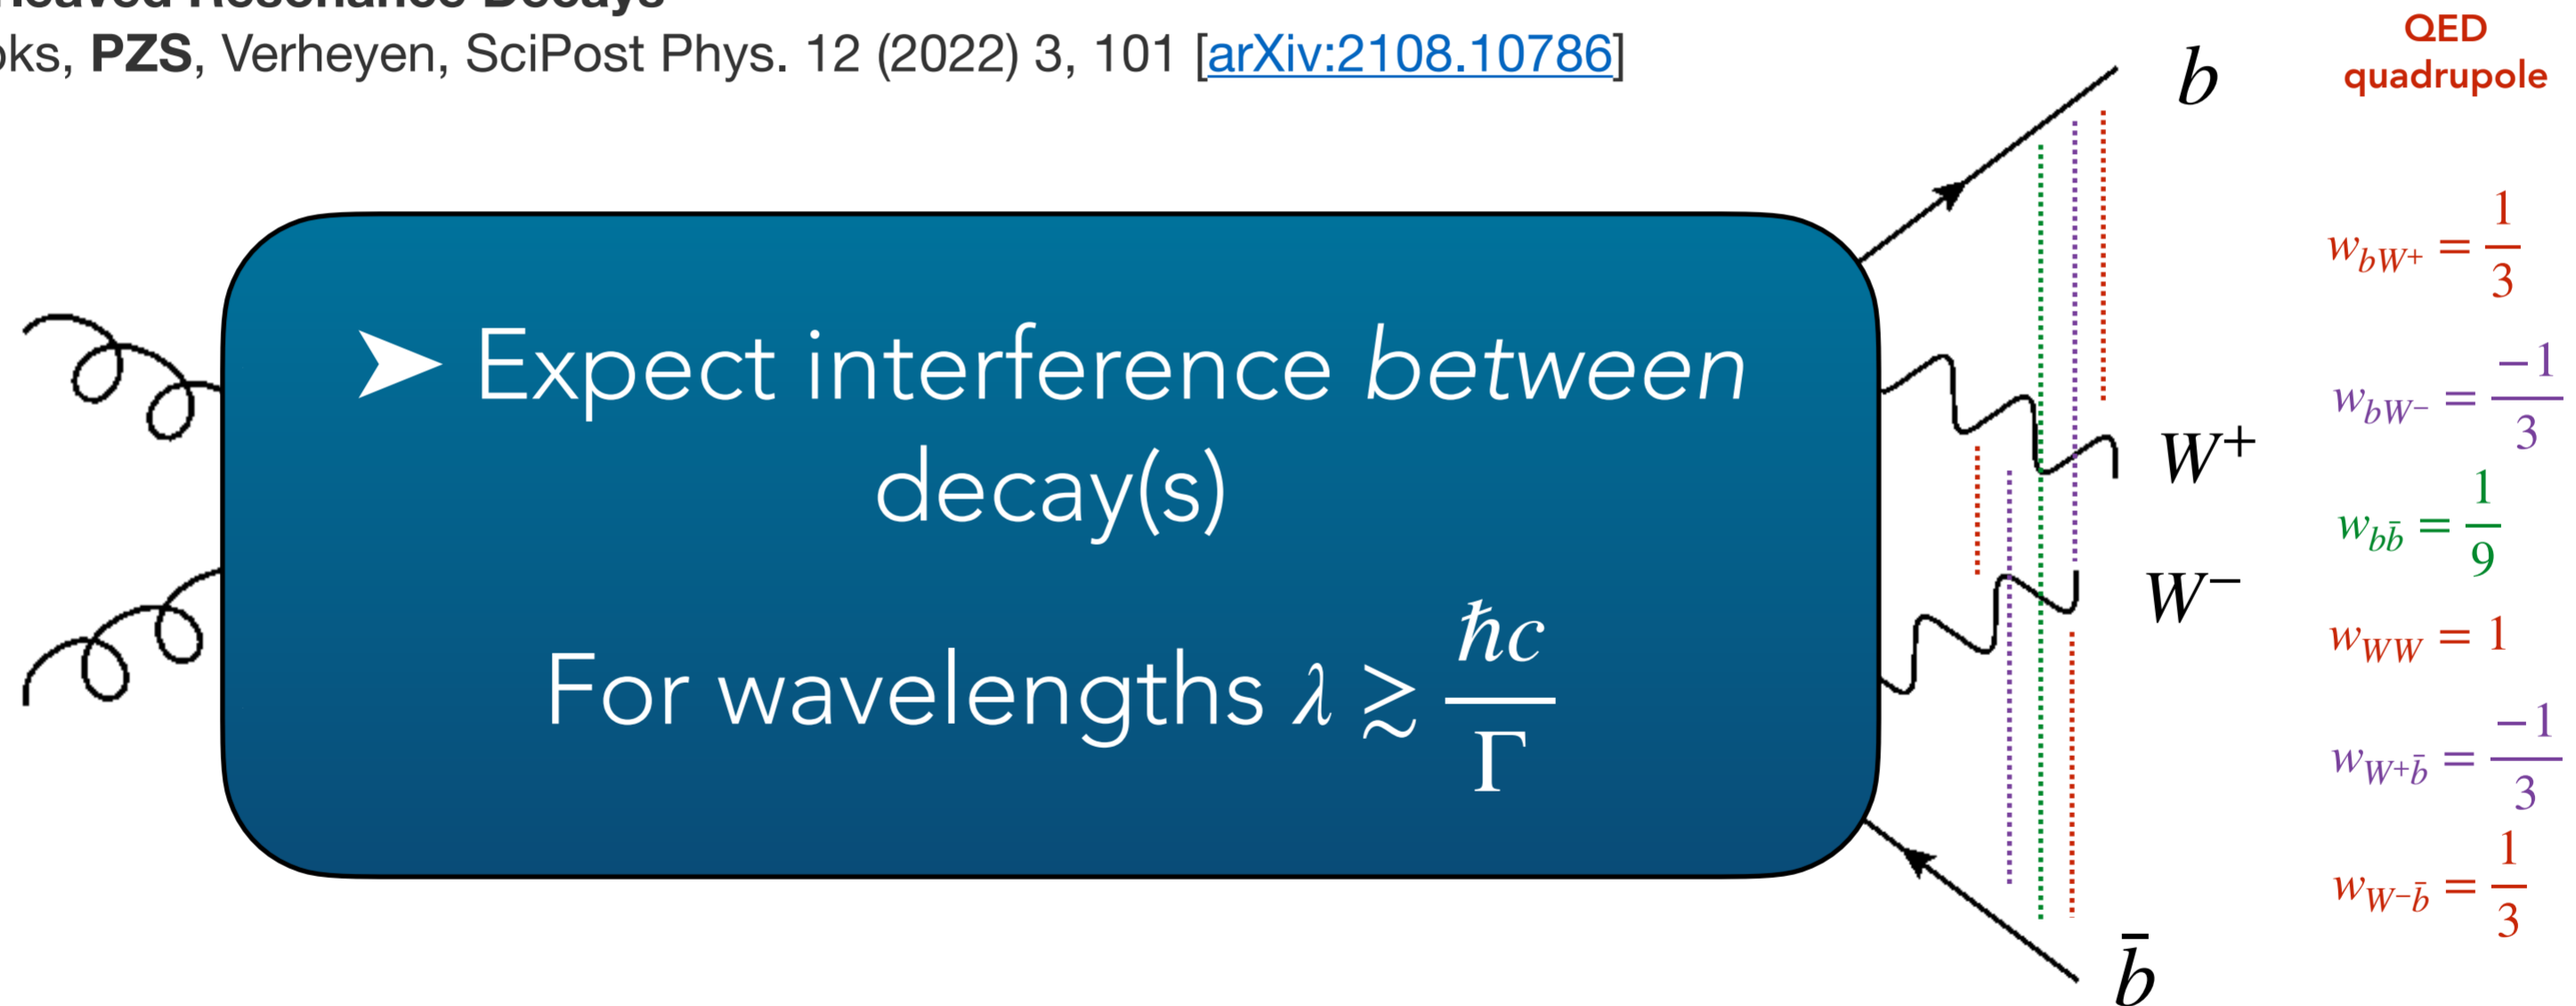 Resonance Decays
PZS, Verheyen, SciPost Phys. 12 (2022) 3, 101 [arXiv:2108.10786]
QED
quadrupole
b
➤ Expect interference between
decay(s)
For wavelengths λ ≳ ħc/Γ
W⁺
W⁻
b̄
w_{bW⁺} = 1/3
w_{bW⁻} = −1/3
w_{bb̄} = 1/9
w_{WW} = 1
w_{W⁺b̄} = −1/3
w_{W⁻b̄} = 1/3